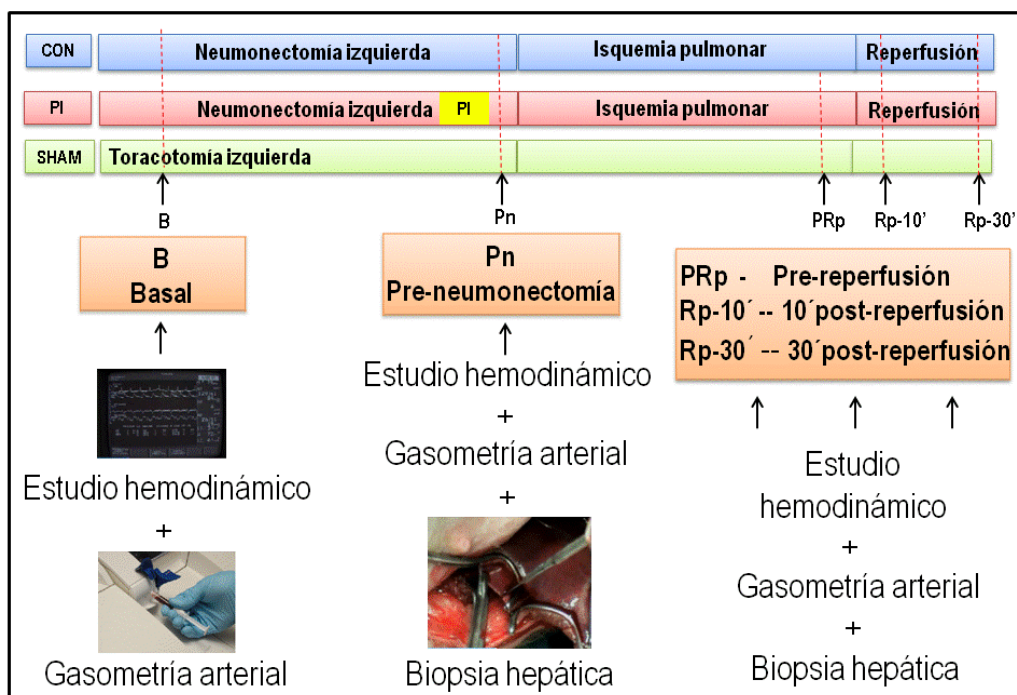 CON Neumonectomía izquierda Isquemia pulmonar Reperfusión
PI Neumonectomía izquierda PI Isquemia pulmonar Reperfusión
SHAM Toracotomía izquierda
B Pn PRp Rp-10' Rp-30'
B
Basal
Pn
Pre-neumonectomía
PRp - Pre-reperfusión
Rp-10´ -- 10´post-reperfusión
Rp-30´ -- 30´post-reperfusión
Estudio hemodinámico
+
Gasometría arterial
Estudio hemodinámico
+
Gasometría arterial
+
Biopsia hepática
Estudio
hemodinámico
+
Gasometría arterial
+
Biopsia hepática